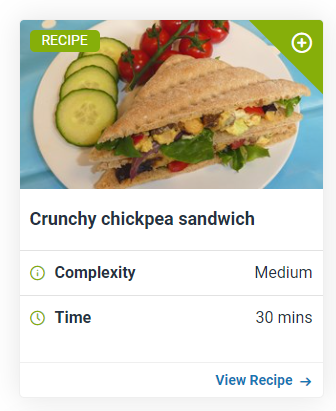 RECIPE
Crunchy chickpea sandwich
Complexity Medium
Time 30 mins
View Recipe